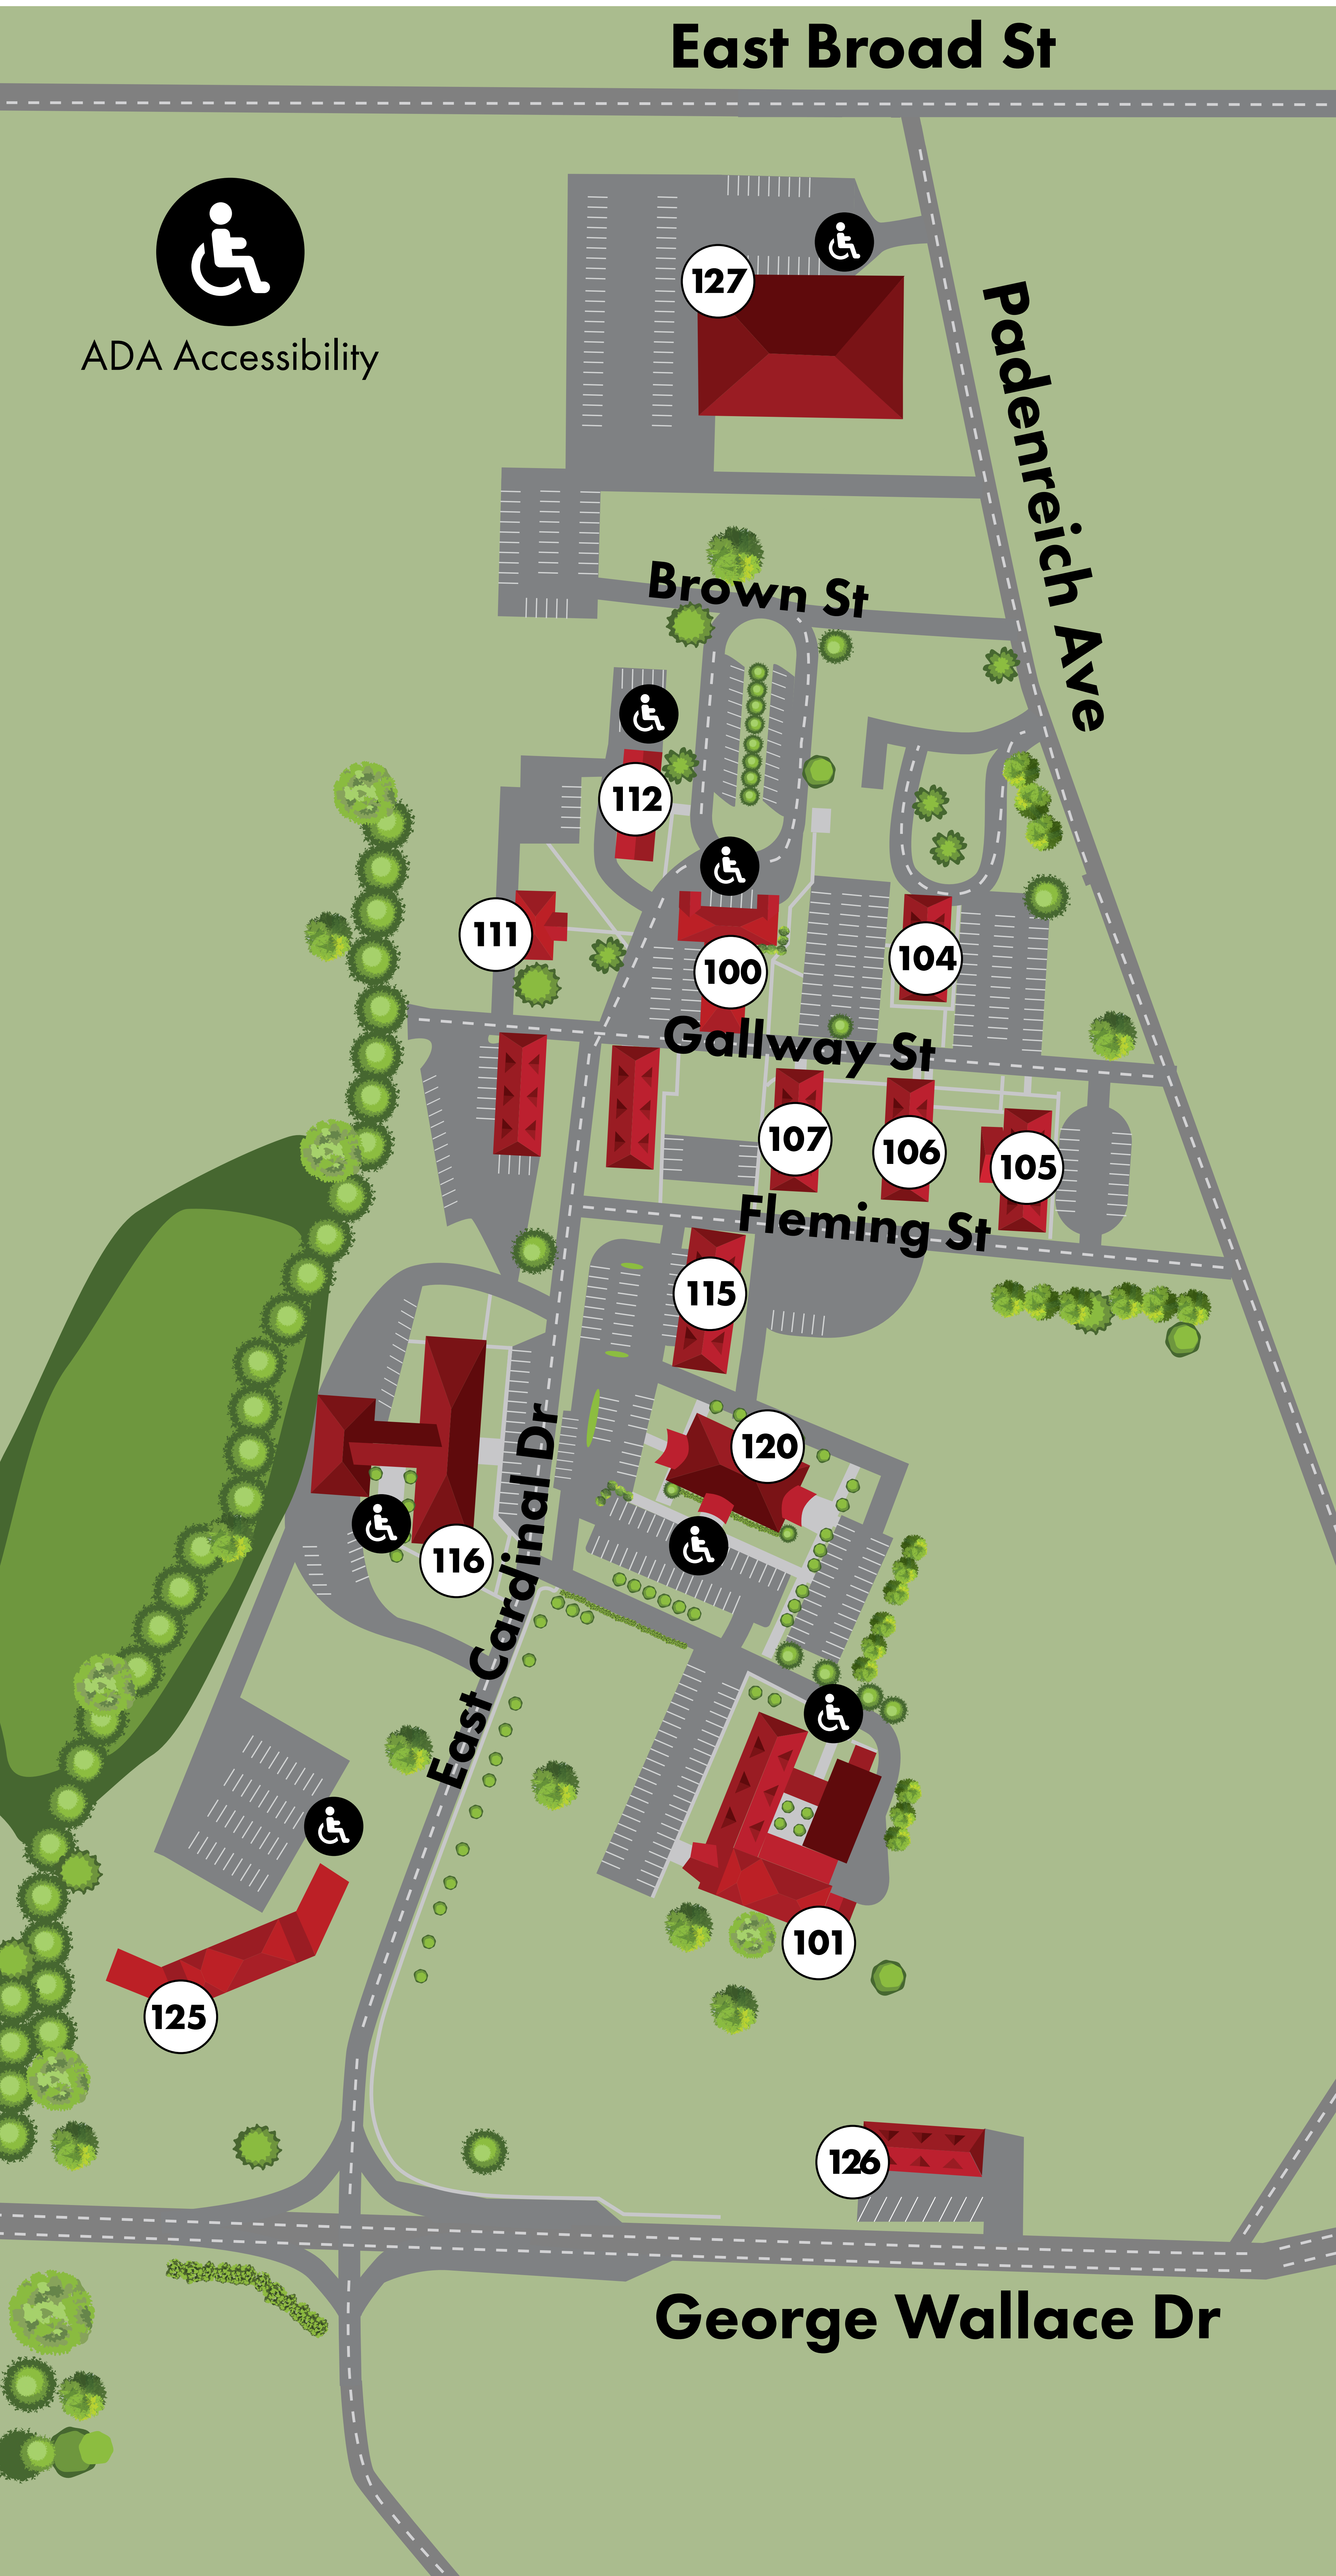 East Broad St
ADA Accessibility
127
Padenreich Ave
Brown St
112
111
100
104
Gallway St
107
106
105
Fleming St
115
120
116
East Cardinal Dr
101
125
126
George Wallace Dr